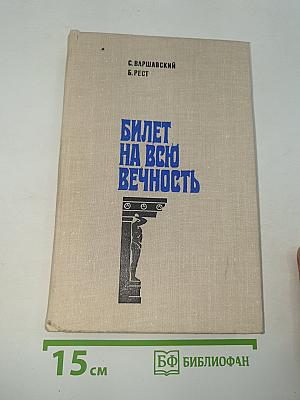 С. ВАРШАВСКИЙ
Б. РЕСТ
БИЛЕТ
НА ВСЮ
ВЕЧНОСТЬ
15 см
БФ БИБЛИОФАН